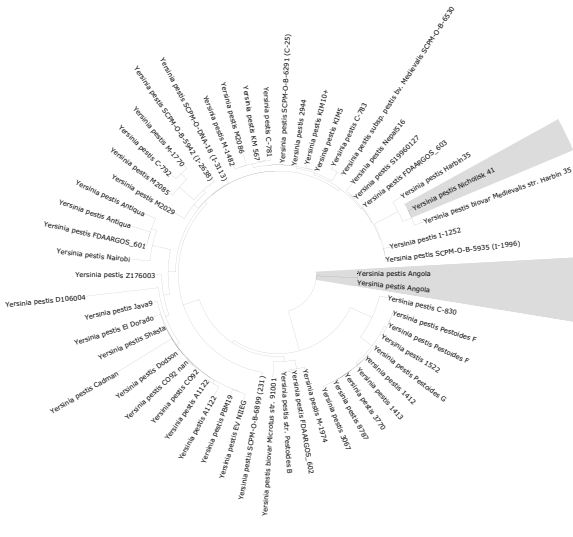 Yersinia pestis SCPM-O-B-6291 (C-25)
Yersinia pestis 2944
Yersinia pestis KIM10+
Yersinia pestis KIM5
Yersinia pestis C-783
Yersinia pestis subsp. pestis bv. Medievalis SCPM-O-B-6530
Yersinia pestis Nepal516
Yersinia pestis S19960127
Yersinia pestis FDAARGOS_603
Yersinia pestis Harbin35
Yersinia pestis Nicholisk 41
Yersinia pestis biovar Medievalis str. Harbin 35
Yersinia pestis I-1252
Yersinia pestis SCPM-O-B-5935 (I-1996)
Yersinia pestis Angola
Yersinia pestis Angola
Yersinia pestis C-830
Yersinia pestis Pestoides F
Yersinia pestis Pestoides F
Yersinia pestis 1522
Yersinia pestis Pestoides G
Yersinia pestis 1412
Yersinia pestis 1413
Yersinia pestis 3770
Yersinia pestis 8787
Yersinia pestis 3067
Yersinia pestis M-1974
Yersinia pestis FDAARGOS_602
Yersinia pestis str. Pestoides B
Yersinia pestis biovar Microtus str. 91001
Yersinia pestis SCPM-O-B-6899 (231)
Yersinia pestis EV NIIEG
Yersinia pestis PBM19
Yersinia pestis A1122
Yersinia pestis A1122
Yersinia pestis CO92
Yersinia pestis CO92_nan
Yersinia pestis Dodson
Yersinia pestis Cadman
Yersinia pestis Shasta
Yersinia pestis El Dorado
Yersinia pestis Java9
Yersinia pestis D106004
Yersinia pestis Z176003
Yersinia pestis Nairobi
Yersinia pestis FDAARGOS_601
Yersinia pestis Antiqua
Yersinia pestis Antiqua
Yersinia pestis M2029
Yersinia pestis M2085
Yersinia pestis C-792
Yersinia pestis M-1770
Yersinia pestis SCPM-O-B-5942 (I-2638)
Yersinia pestis SCPM-O-DNA-18 (I-3113)
Yersinia pestis M-1482
Yersinia pestis M2086
Yersinia pestis KM 567
Yersinia pestis C-781